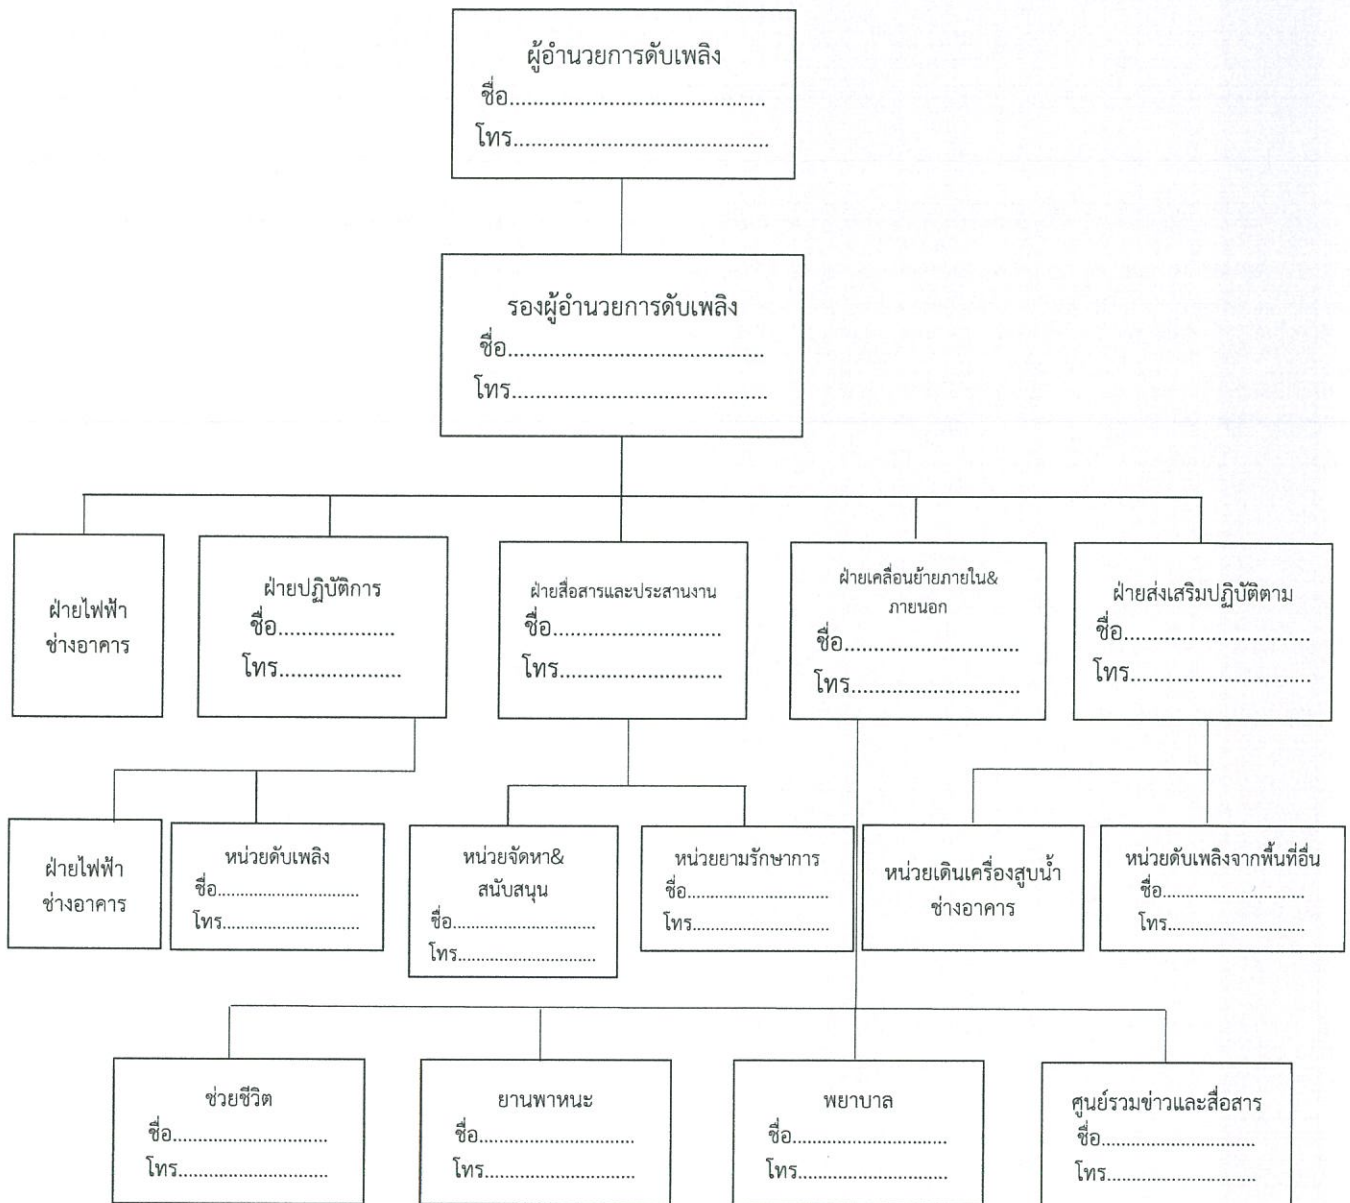 ผู้อำนวยการดับเพลิง
ชื่อ............................................
โทร............................................
รองผู้อำนวยการดับเพลิง
ชื่อ............................................
โทร............................................
ฝ่ายไฟฟ้า
ช่างอาคาร
ฝ่ายปฏิบัติการ
ชื่อ....................
โทร.....................
ฝ่ายสื่อสารและประสานงาน
ชื่อ..................................
โทร.................................
ฝ่ายเคลื่อนย้ายภายใน&
ภายนอก
ชื่อ..............................
โทร.............................
ฝ่ายส่งเสริมปฏิบัติตาม
ชื่อ................................
โทร...............................
ฝ่ายไฟฟ้า
ช่างอาคาร
หน่วยดับเพลิง
ชื่อ................................
โทร...............................
หน่วยจัดหา&
สนับสนุน
ชื่อ................................
โทร...............................
หน่วยยามรักษาการ
ชื่อ................................
โทร...............................
หน่วยเดินเครื่องสูบน้ำ
ช่างอาคาร
หน่วยดับเพลิงจากพื้นที่อื่น
ชื่อ................................
โทร...............................
ช่วยชีวิต
ชื่อ................................
โทร...............................
ยานพาหนะ
ชื่อ................................
โทร...............................
พยาบาล
ชื่อ................................
โทร...............................
ศูนย์รวมข่าวและสื่อสาร
ชื่อ................................
โทร...............................